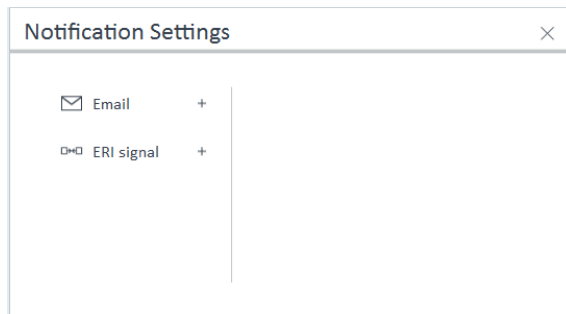 Notification Settings
Email +
ERI signal +